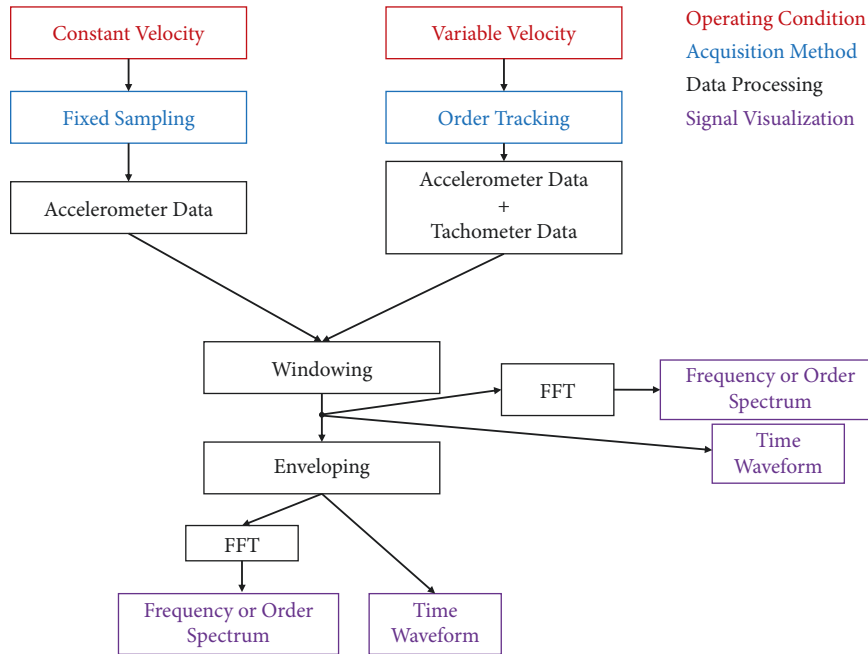 Constant Velocity
Variable Velocity
Operating Condition
Acquisition Method
Data Processing
Signal Visualization
Fixed Sampling
Order Tracking
Accelerometer Data
Accelerometer Data
+
Tachometer Data
Windowing
FFT
Frequency or Order
Spectrum
Time
Waveform
Enveloping
FFT
Frequency or Order
Spectrum
Time
Waveform